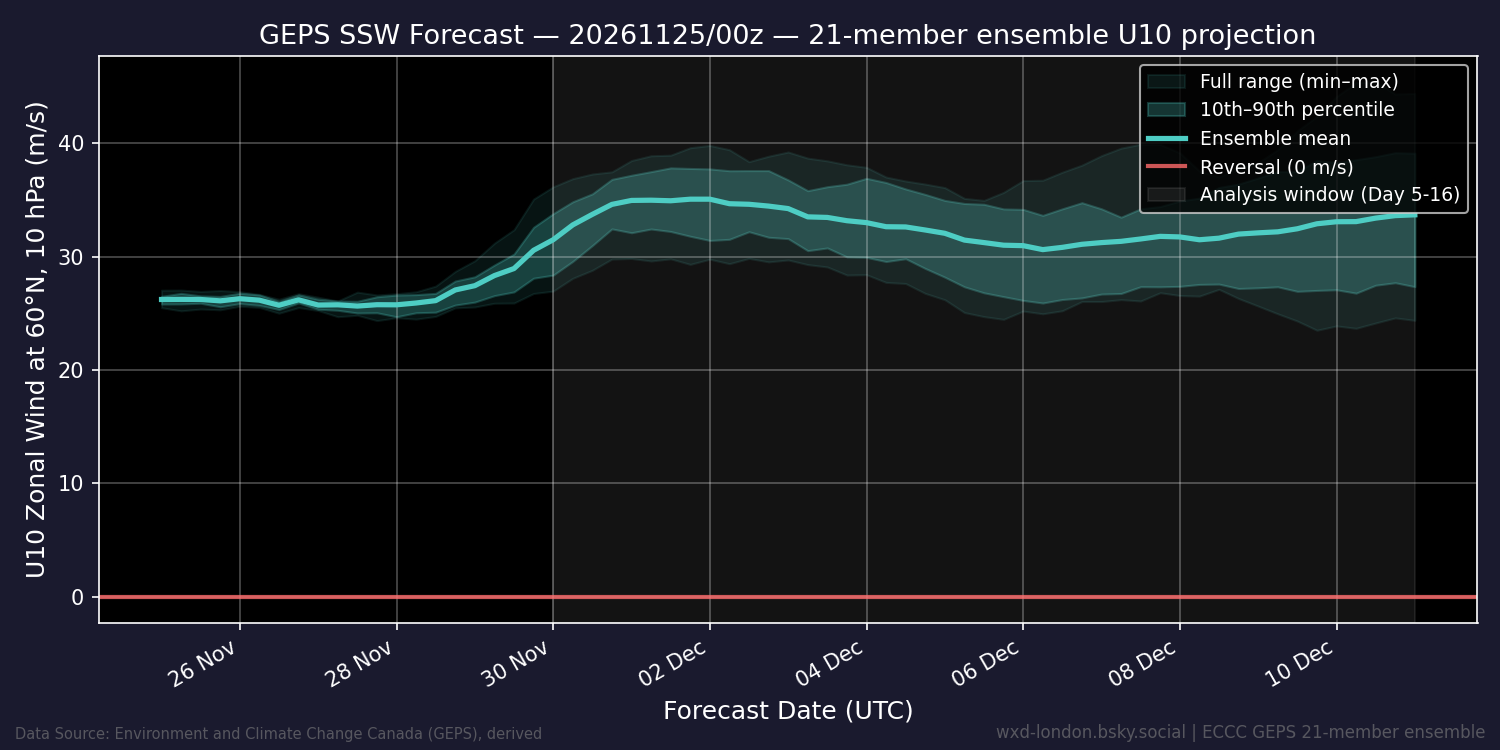 GEPS SSW Forecast — 20261125/00z — 21-member ensemble U10 projection
Full range (min–max)
10th–90th percentile
Ensemble mean
Reversal (0 m/s)
Analysis window (Day 5-16)
U10 Zonal Wind at 60°N, 10 hPa (m/s)
40
30
20
10
0
26 Nov
28 Nov
30 Nov
02 Dec
04 Dec
06 Dec
08 Dec
10 Dec
Forecast Date (UTC)
Data Source: Environment and Climate Change Canada (GEPS), derived
wxd-london.bsky.social | ECCC GEPS 21-member ensemble